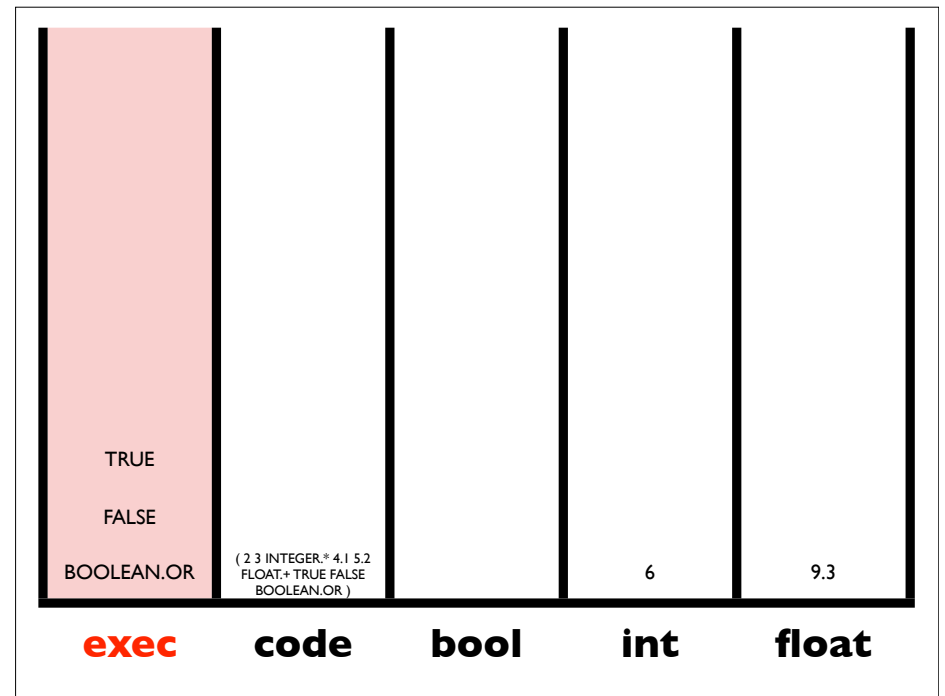 TRUE
FALSE
BOOLEAN.OR
( 2 3 INTEGER.* 4.1 5.2
FLOAT.+ TRUE FALSE
BOOLEAN.OR )
6
9.3
exec
code
bool
int
float